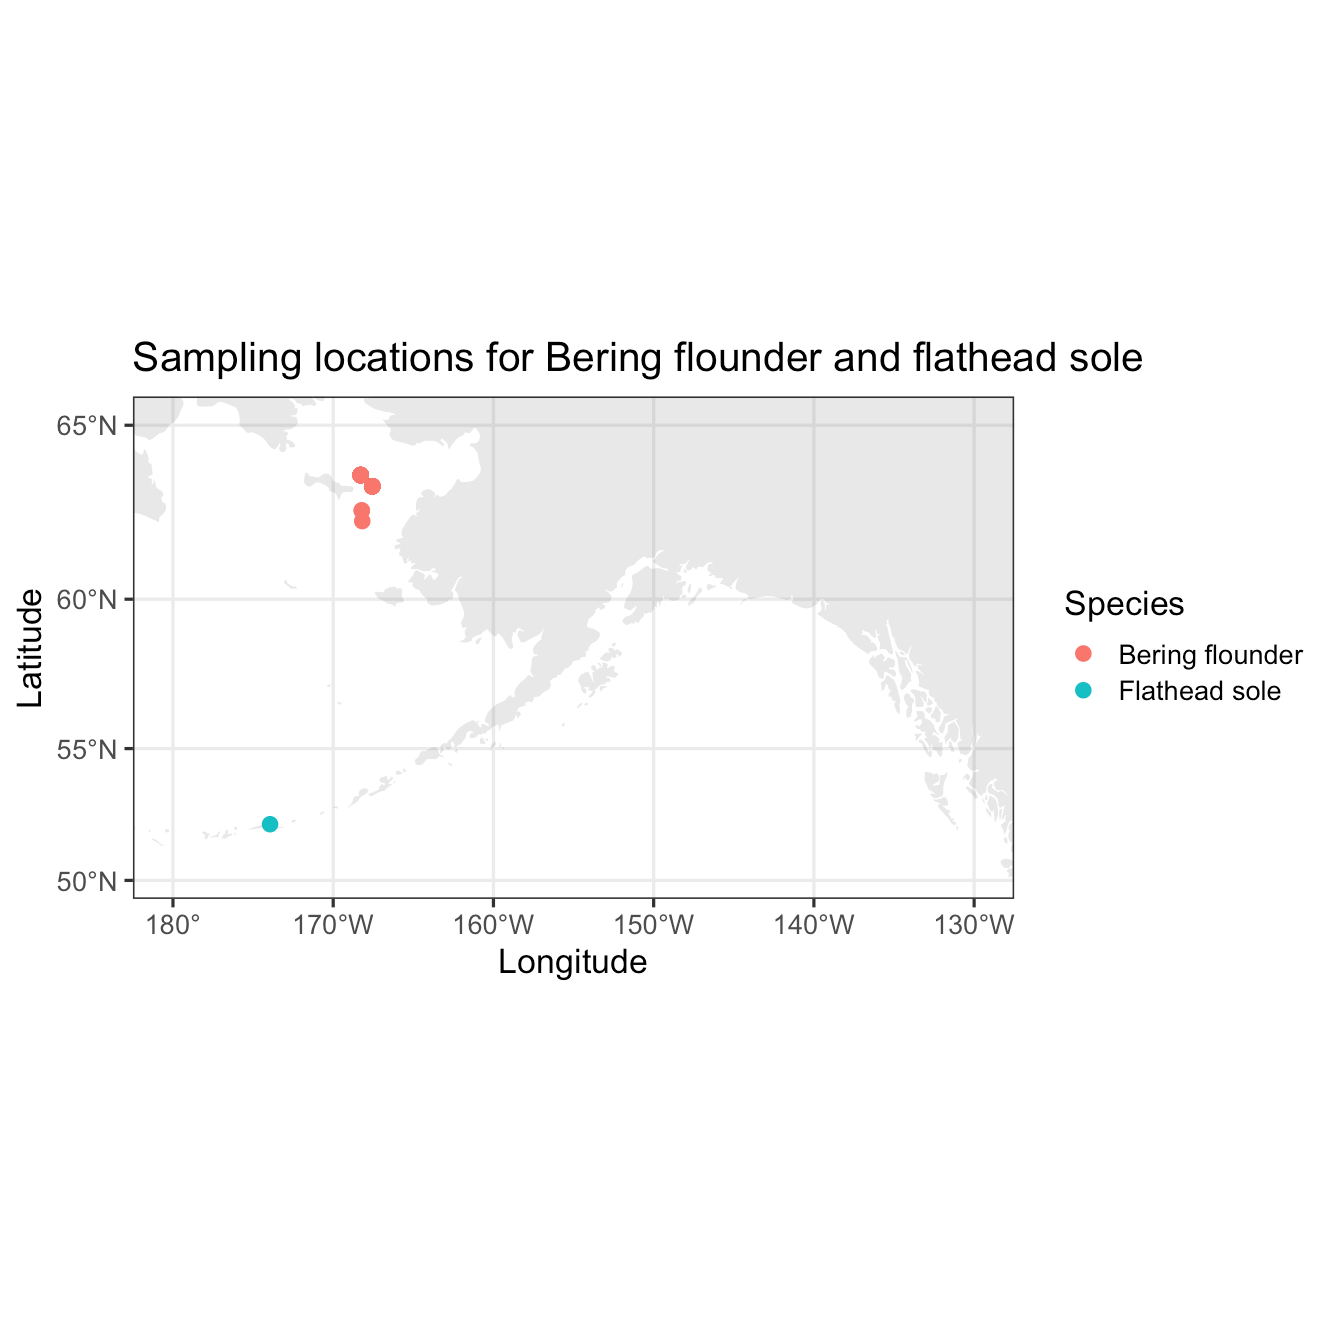 Sampling locations for Bering flounder and flathead sole
65°N
60°N
55°N
50°N
Latitude
180°
170°W
160°W
150°W
140°W
130°W
Longitude
Species
Bering flounder
Flathead sole